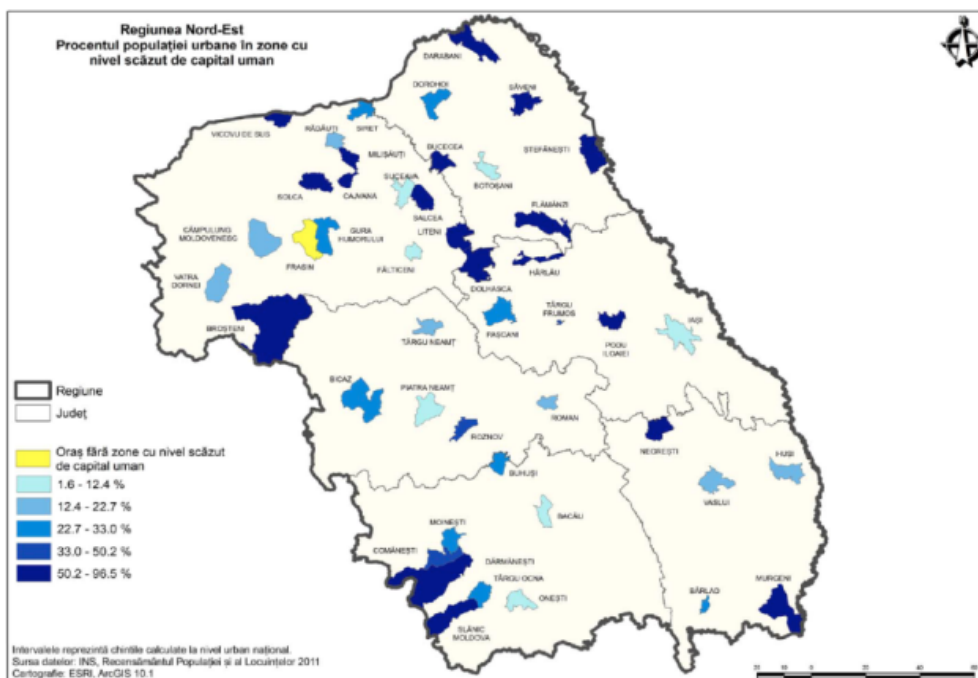 Regiunea Nord-Est
Procentul populației urbane în zone cu
nivel scăzut de capital uman
DARABANI
DOROHOI
SĂVENI
VICOVU DE SUS
RĂDĂUȚI
SIRET
MILIȘĂUȚI
BUCECEA
ȘTEFĂNEȘTI
SUCEAVA
BOTOȘANI
SOLCA
CAJVANA
SALCEA
FLĂMÂNZI
CÂMPULUNG
MOLDOVENESC
GURA
HUMORULUI
LITENI
FRASIN
FĂLTICENI
HÂRLĂU
VATRA
DORNEI
DOLHASCA
TÂRGU
FRUMOS
IAȘI
BROȘTENI
TÂRGU NEAMȚ
PAȘCANI
PODU
ILOAIEI
Regiune
Județ
BICAZ
PIATRA NEAMȚ
ROMAN
ROZNOV
NEGREȘTI
HUȘI
Oraș fără zone cu nivel scăzut
de capital uman
BUHUȘI
VASLUI
1.6 - 12.4 %
12.4 - 22.7 %
BACĂU
22.7 - 33.0 %
MOINEȘTI
33.0 - 50.2 %
COMĂNEȘTI
DĂRMĂNEȘTI
50.2 - 96.5 %
TÂRGU OCNA
ONEȘTI
BÂRLAD
MURGENI
SLĂNIC
MOLDOVA
Intervalele reprezintă chintile calculate la nivel urban național.
Sursa datelor: INS, Recensământul Populației și al Locuințelor 2011
Cartografie: ESRI, ArcGIS 10.1